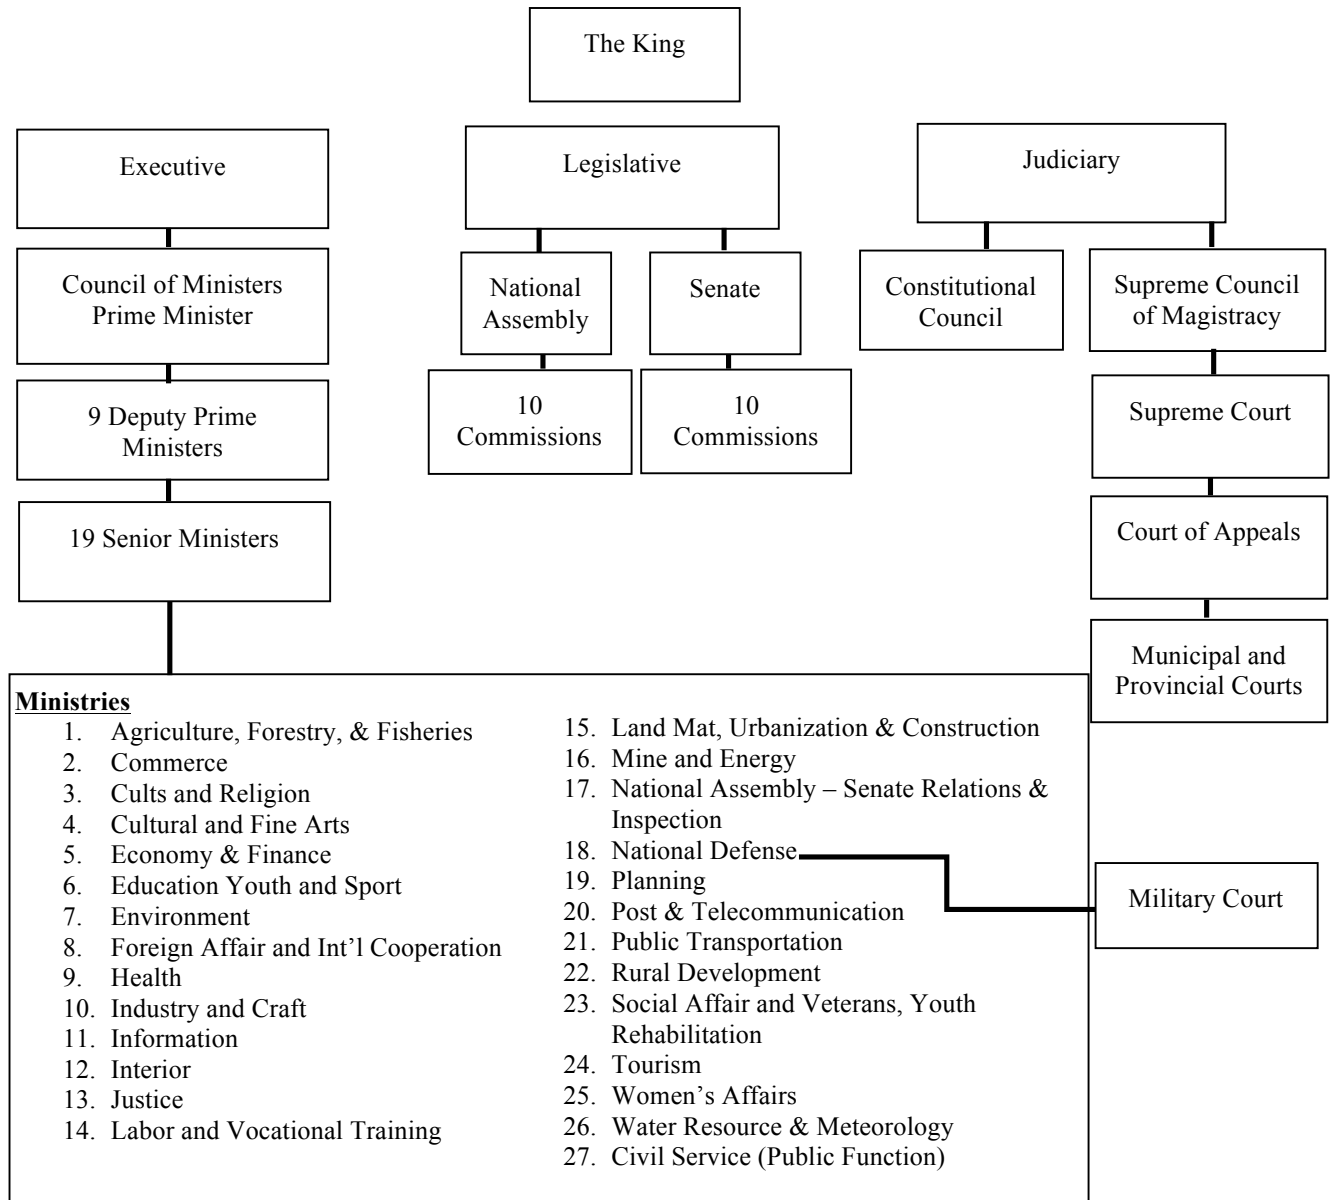 The King
Executive
Legislative
Judiciary
Council of Ministers
Prime Minister
National
Assembly
Senate
Constitutional
Council
Supreme Council
of Magistracy
9 Deputy Prime
Ministers
10
Commissions
10
Commissions
Supreme Court
19 Senior Ministers
Court of Appeals
Municipal and
Provincial Courts
Ministries
1. Agriculture, Forestry, & Fisheries
2. Commerce
3. Cults and Religion
4. Cultural and Fine Arts
5. Economy & Finance
6. Education Youth and Sport
7. Environment
8. Foreign Affair and Int’l Cooperation
9. Health
10. Industry and Craft
11. Information
12. Interior
13. Justice
14. Labor and Vocational Training
15. Land Mat, Urbanization & Construction
16. Mine and Energy
17. National Assembly – Senate Relations &
Inspection
18. National Defense
19. Planning
20. Post & Telecommunication
21. Public Transportation
22. Rural Development
23. Social Affair and Veterans, Youth
Rehabilitation
24. Tourism
25. Women’s Affairs
26. Water Resource & Meteorology
27. Civil Service (Public Function)
Military Court